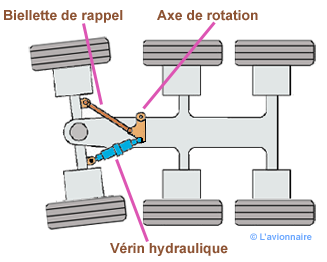 Biellette de rappel
Axe de rotation
Vérin hydraulique
© L'avionnaire